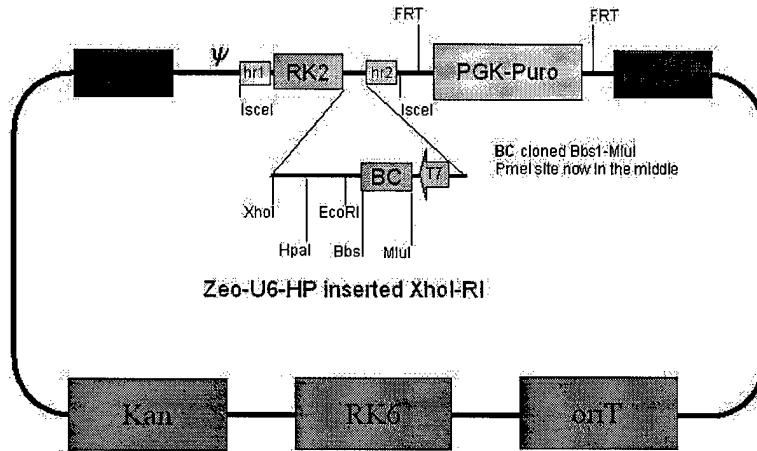 FRT
FRT
Ψ
hr1
RK2
hr2
PGK-Puro
IsceI
IsceI
BC cloned Bbs1-MluI
PmeI site now in the middle
BC
T7
XhoI
EcoRI
HpaI
BbsI
MluI
Zeo-U6-HP inserted XhoI-RI
Kan
RK6
oriT